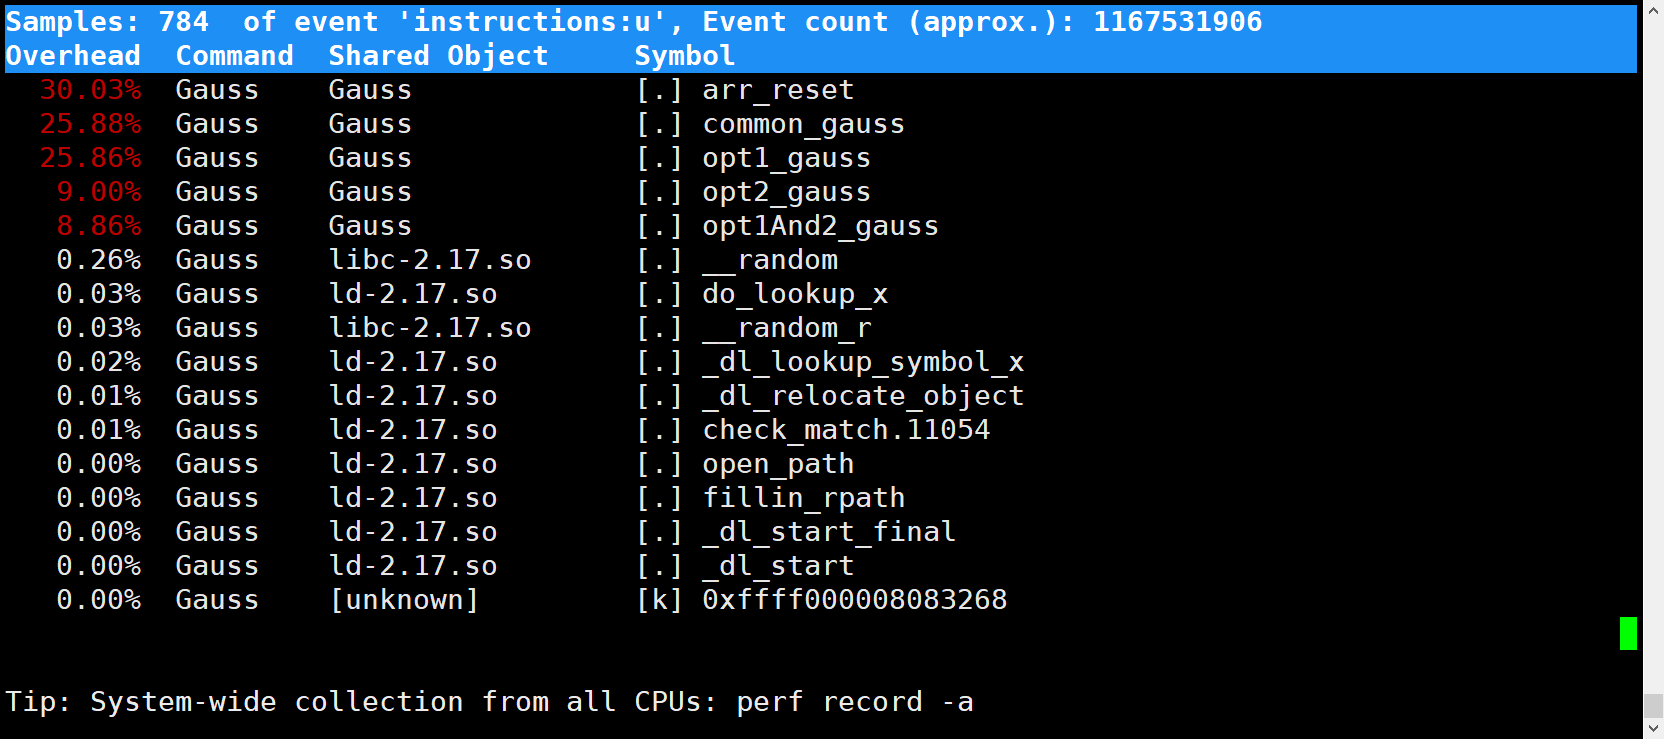 Samples: 784  of event 'instructions:u', Event count (approx.): 1167531906
Overhead  Command  Shared Object     Symbol
  30.03%  Gauss    Gauss             [.] arr_reset
  25.88%  Gauss    Gauss             [.] common_gauss
  25.86%  Gauss    Gauss             [.] opt1_gauss
   9.00%  Gauss    Gauss             [.] opt2_gauss
   8.86%  Gauss    Gauss             [.] opt1And2_gauss
   0.26%  Gauss    libc-2.17.so      [.] __random
   0.03%  Gauss    ld-2.17.so        [.] do_lookup_x
   0.03%  Gauss    libc-2.17.so      [.] __random_r
   0.02%  Gauss    ld-2.17.so        [.] _dl_lookup_symbol_x
   0.01%  Gauss    ld-2.17.so        [.] _dl_relocate_object
   0.01%  Gauss    ld-2.17.so        [.] check_match.11054
   0.00%  Gauss    ld-2.17.so        [.] open_path
   0.00%  Gauss    ld-2.17.so        [.] fillin_rpath
   0.00%  Gauss    ld-2.17.so        [.] _dl_start_final
   0.00%  Gauss    ld-2.17.so        [.] _dl_start
   0.00%  Gauss    [unknown]         [k] 0xffff000008083268
Tip: System-wide collection from all CPUs: perf record -a